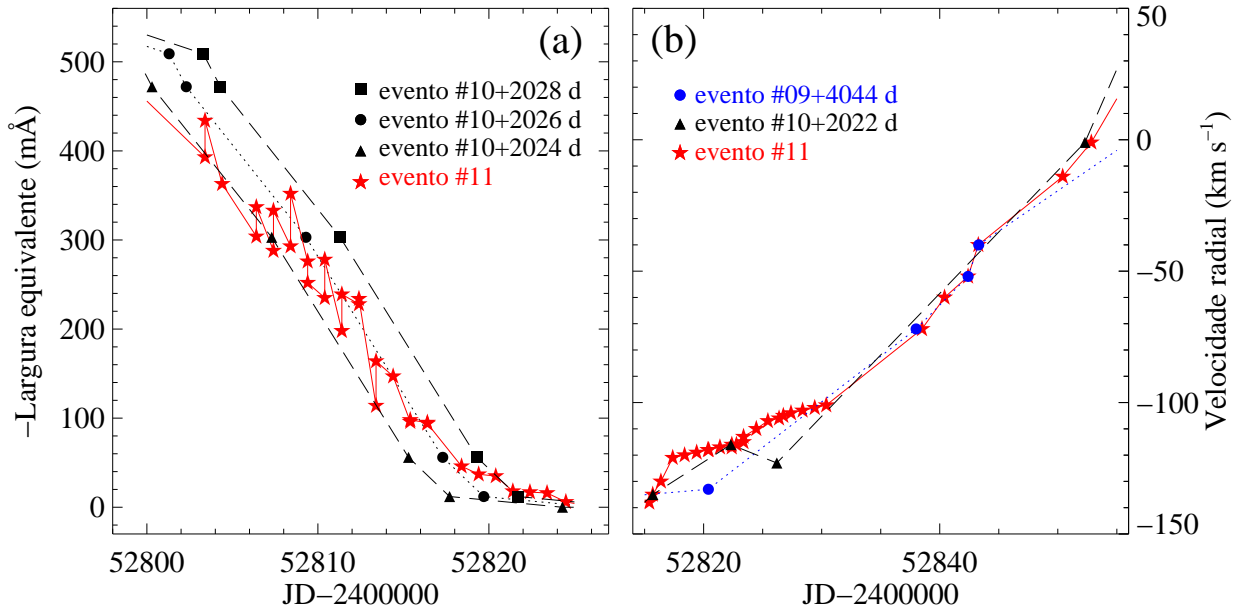 (a)
evento #10+2028 d
evento #10+2026 d
evento #10+2024 d
evento #11
500
400
300
200
100
0
−Largura equivalente (mÅ)
52800
52810
52820
JD−2400000
(b)
evento #09+4044 d
evento #10+2022 d
evento #11
50
0
−50
−100
−150
Velocidade radial (km s⁻¹)
52820
52840
JD−2400000